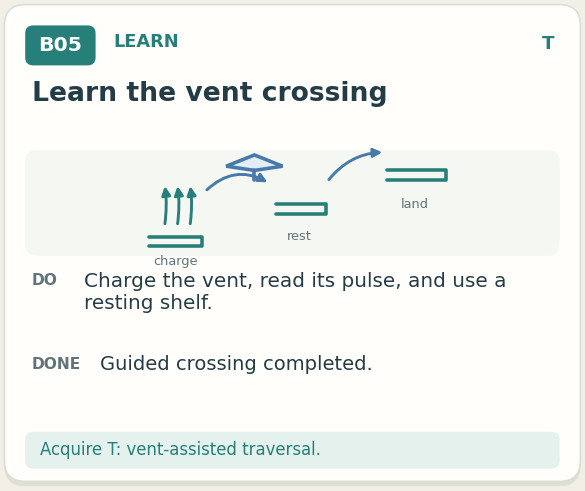 B05 LEARN T
Learn the vent crossing
land
rest
charge
DO Charge the vent, read its pulse, and use a
resting shelf.
DONE Guided crossing completed.
Acquire T: vent-assisted traversal.